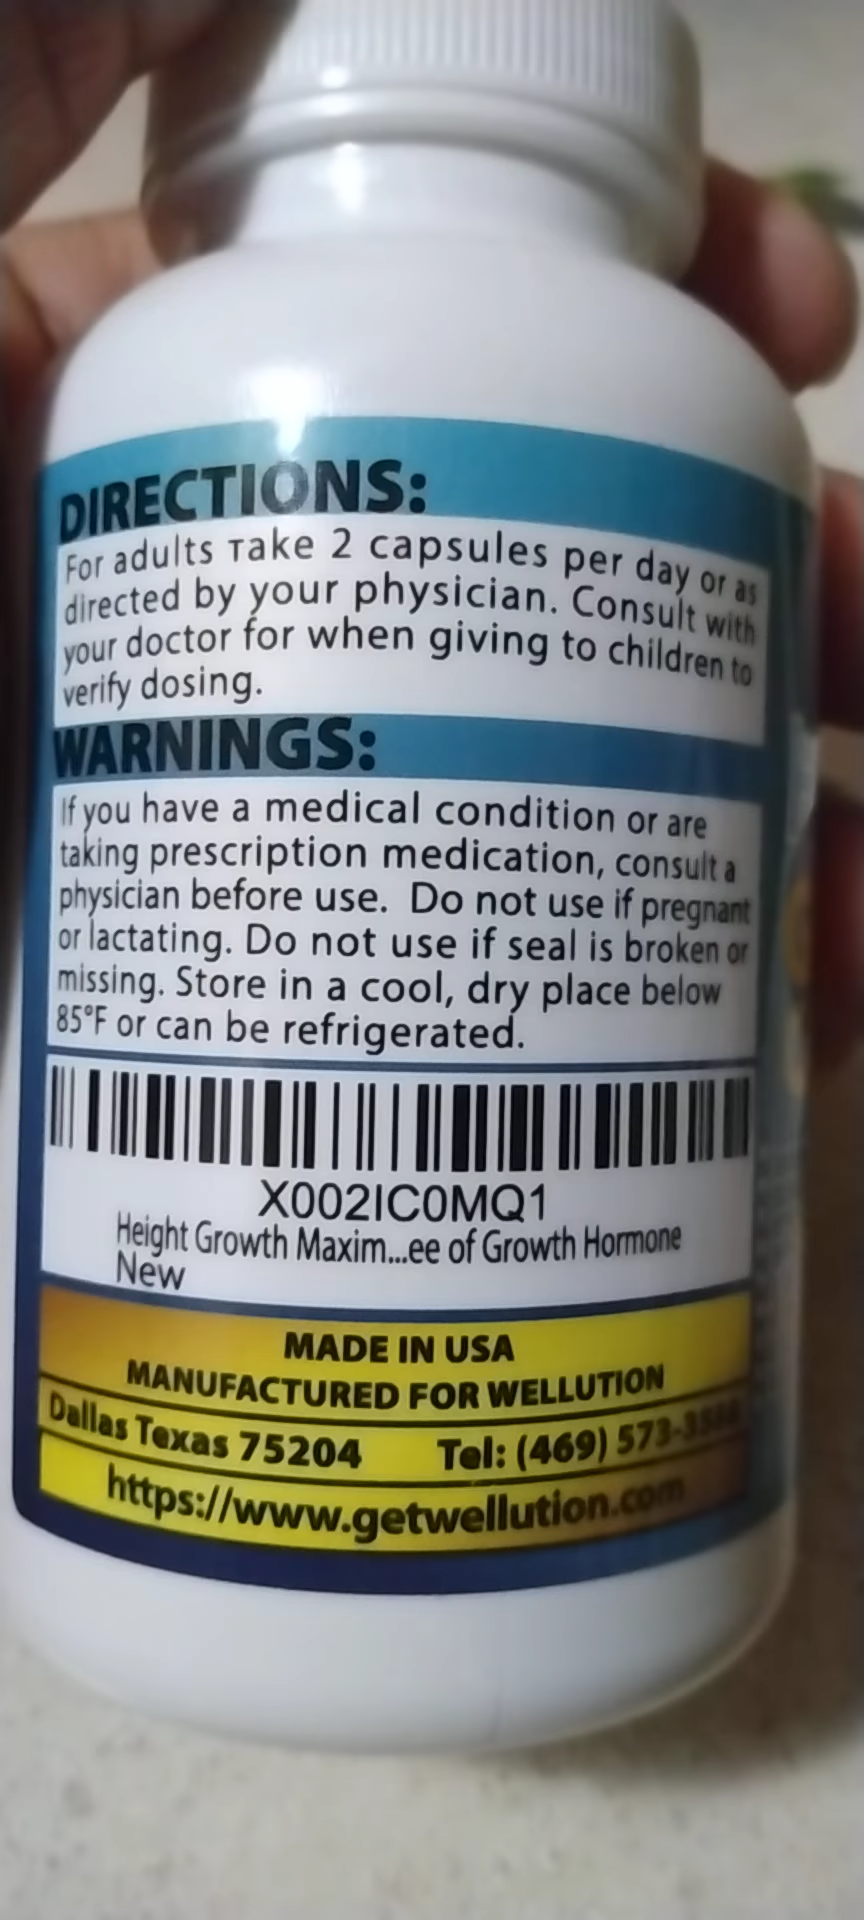 DIRECTIONS:
For adults Take 2 capsules per day or as
directed by your physician. Consult with
your doctor for when giving to children to
verify dosing.
WARNINGS:
If you have a medical condition or are
taking prescription medication, consult a
physician before use. Do not use if pregnant
or lactating. Do not use if seal is broken or
missing. Store in a cool, dry place below
85°F or can be refrigerated.
X002IC0MQ1
Height Growth Maxim...ee of Growth Hormone
New
MADE IN USA
MANUFACTURED FOR WELLUTION
Dallas Texas 75204 Tel: (469)
https://www.getwellution.com